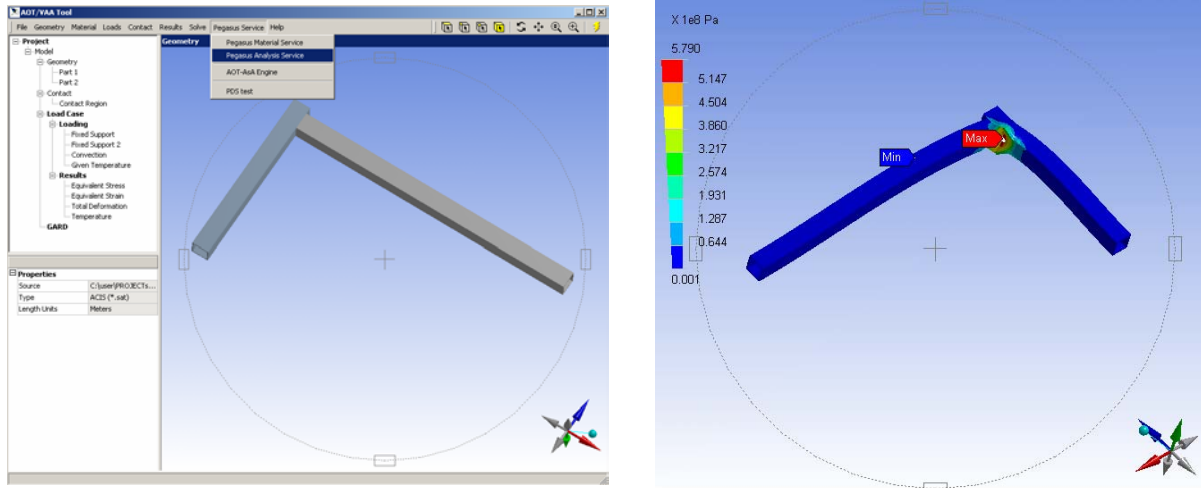 AOT/VAA Tool
File Geometry Material Loads Contact Results Solve Pegasus Service Help
Project
Model
Geometry
Part 1
Part 2
Contact
Contact Region
Load Case
Loading
Fixed Support
Fixed Support 2
Convection
Given Temperature
Results
Equivalent Stress
Equivalent Strain
Total Deformation
Temperature
GARD
Geometry
Pegasus Material Service
Pegasus Analysis Service
AOT-AsA Engine
PDS test
Properties
Source C:\user\PROJECTs...
Type ACIS (*.sat)
Length Units Meters
X 1e8 Pa
5.790
5.147
4.504
3.860
3.217
2.574
1.931
1.287
0.644
0.001
Min
Max